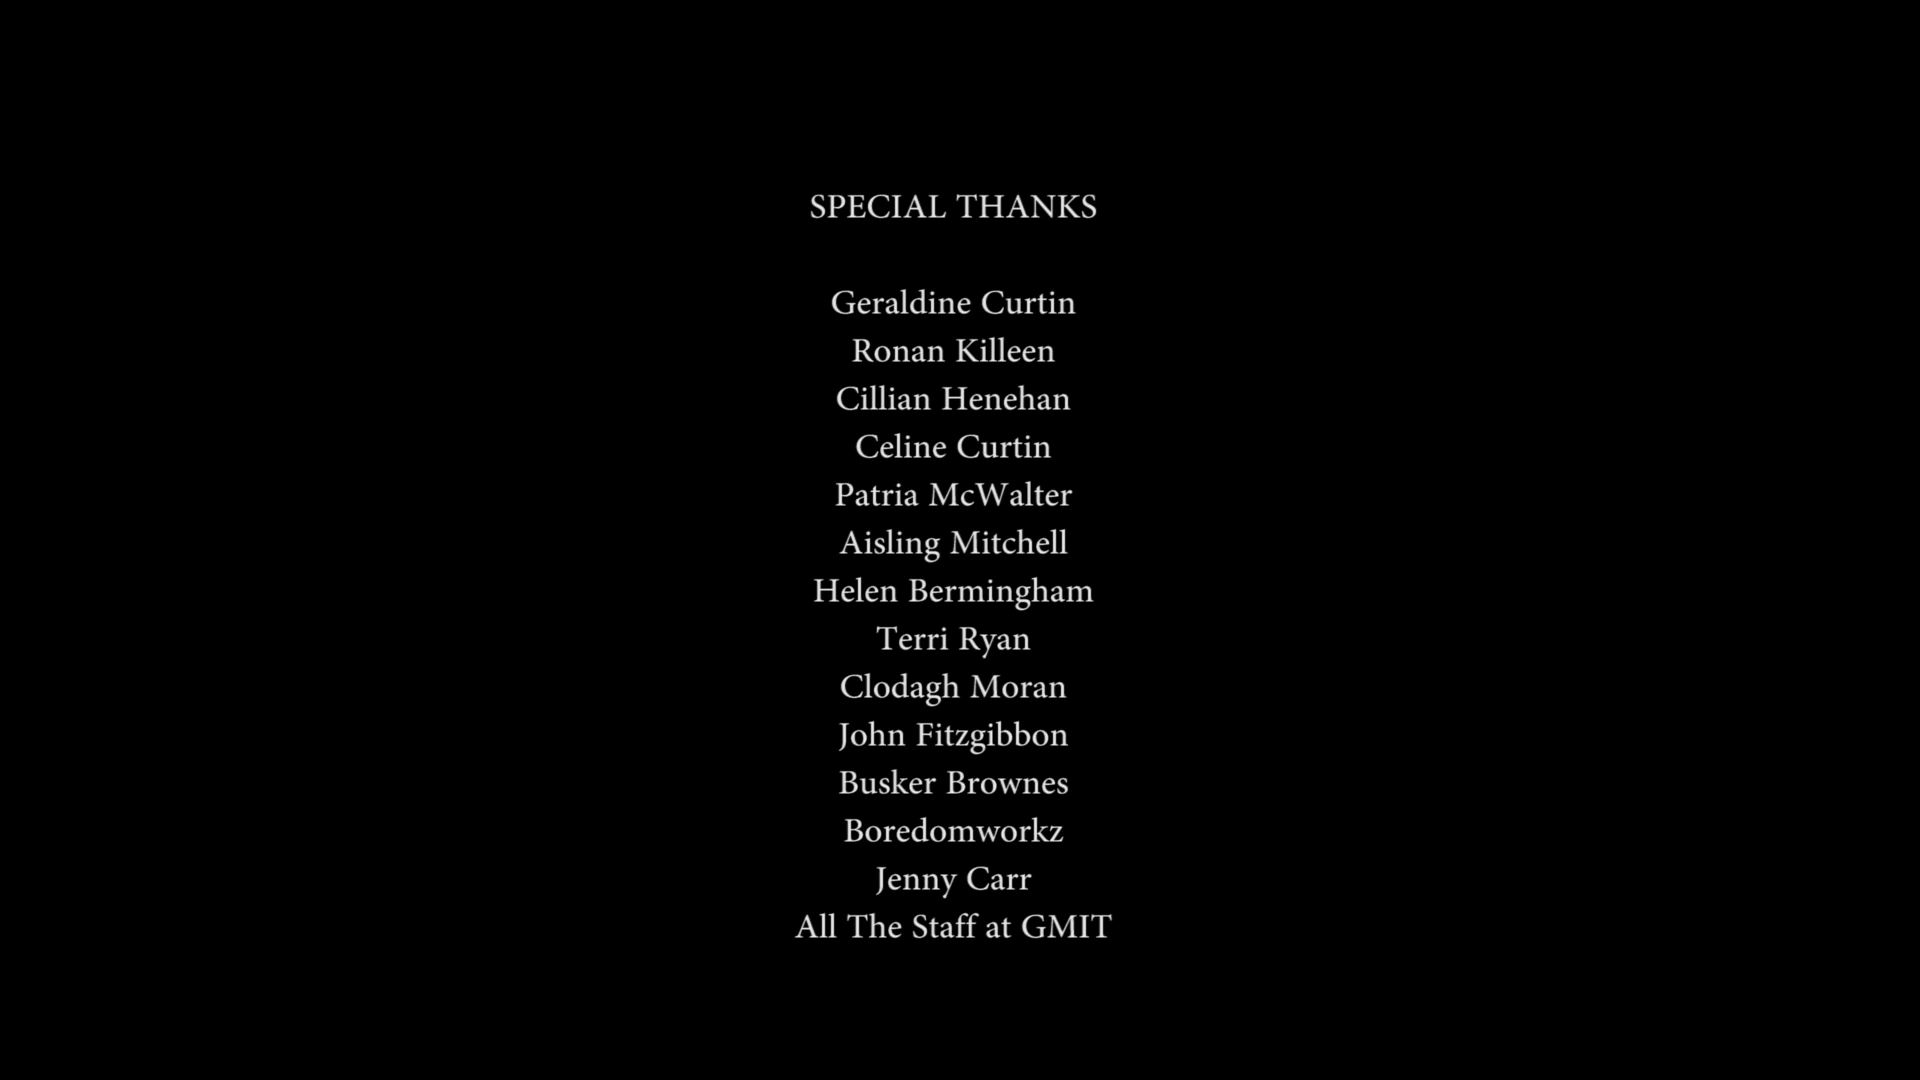 SPECIAL THANKS
Geraldine Curtin
Ronan Killeen
Cillian Henehan
Celine Curtin
Patria McWalter
Aisling Mitchell
Helen Bermingham
Terri Ryan
Clodagh Moran
John Fitzgibbon
Busker Brownes
Boredomworkz
Jenny Carr
All The Staff at GMIT